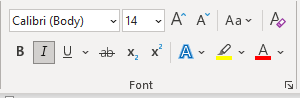 Calibri (Body) 14 A A Aa A
B I U ab x₂ x² A A
Font